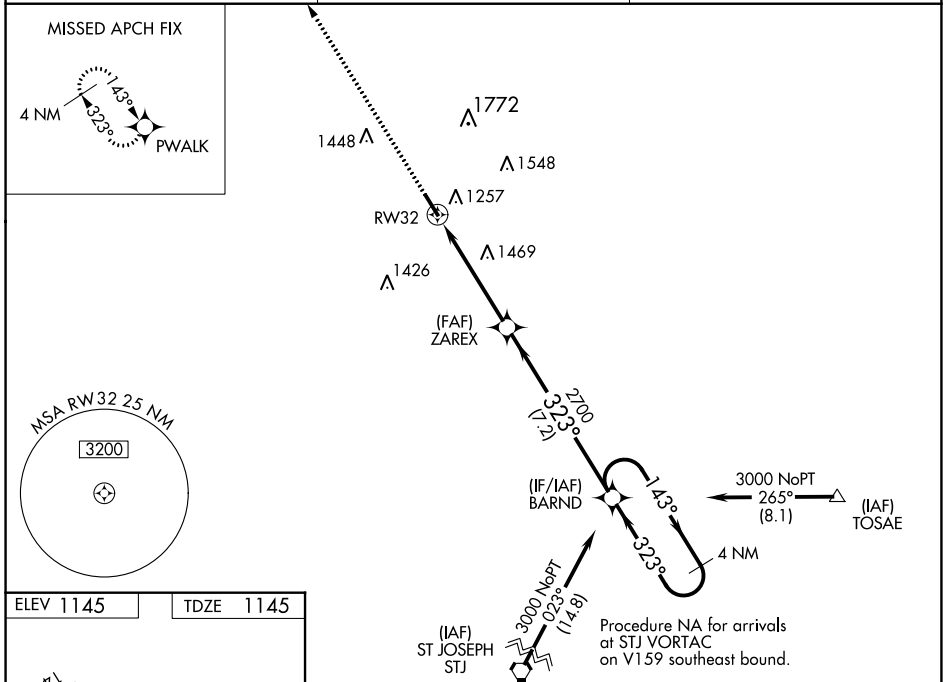 MISSED APCH FIX
4 NM
143°
323°
PWALK
1772
1448
1548
1257
RW32
1469
1426
(FAF)
ZAREX
2700
323°
(7.2)
MSA RW32 25 NM
3200
(IF/IAF)
BARND
143°
323°
4 NM
3000 NoPT
265°
(8.1)
(IAF)
TOSAE
3000 NoPT
023°
(14.8)
(IAF)
ST JOSEPH
STJ
Procedure NA for arrivals
at STJ VORTAC
on V159 southeast bound.
ELEV 1145
TDZE 1145